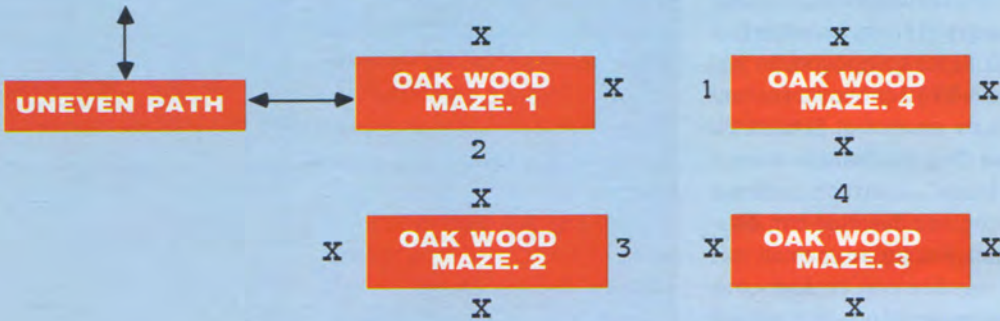 X
X
UNEVEN PATH
OAK WOOD
MAZE. 1
X
1
OAK WOOD
MAZE. 4
X
2
X
X
4
X
OAK WOOD
MAZE. 2
3
X
OAK WOOD
MAZE. 3
X
X
X